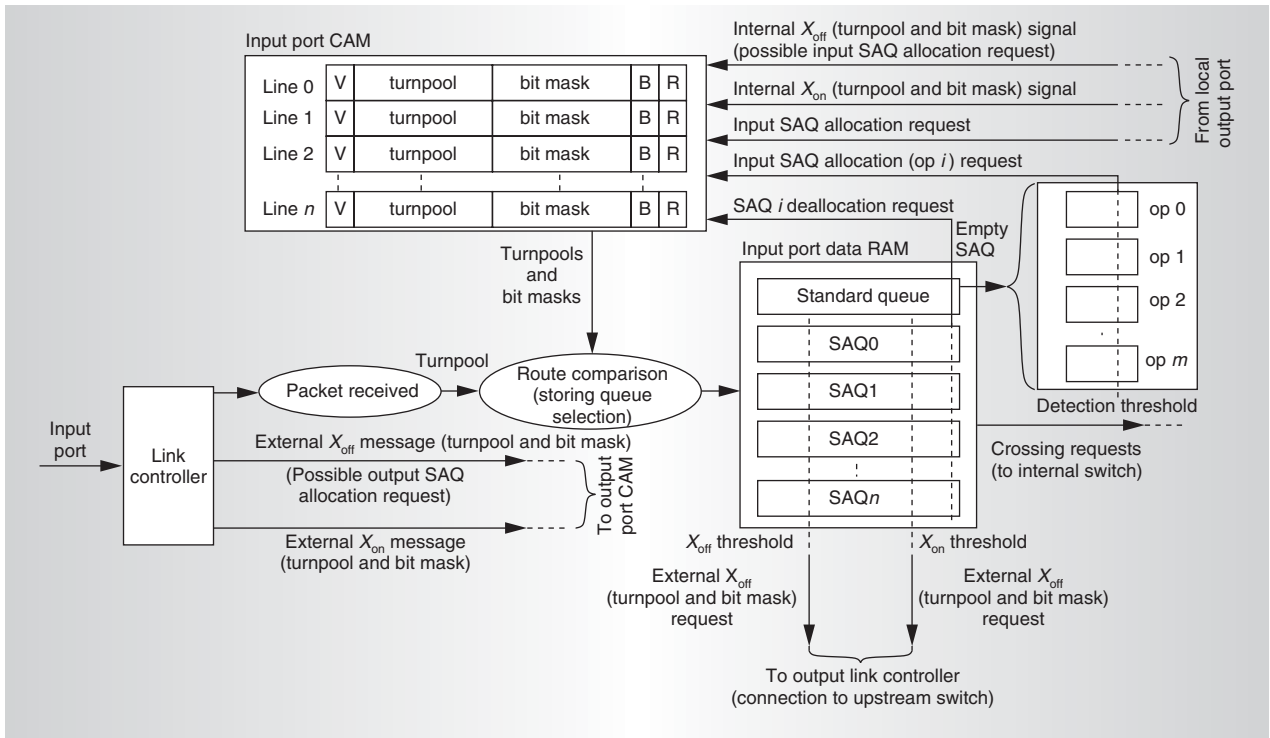 Input port CAM
Line 0 V turnpool bit mask B R
Line 1 V turnpool bit mask B R
Line 2 V turnpool bit mask B R
Line n V turnpool bit mask B R
Internal Xoff (turnpool and bit mask) signal
(possible input SAQ allocation request)
Internal Xon (turnpool and bit mask) signal
Input SAQ allocation request
Input SAQ allocation (op i) request
SAQ i deallocation request
From local
output port
Empty
SAQ
op 0
op 1
op 2
op m
Detection threshold
Turnpools
and
bit masks
Input port data RAM
Standard queue
SAQ0
SAQ1
SAQ2
SAQn
Crossing requests
(to internal switch)
Input
port
Link
controller
Packet received
Turnpool
Route comparison
(storing queue
selection)
External Xoff message (turnpool and bit mask)
(Possible output SAQ
allocation request)
External Xon message
(turnpool and bit mask)
To output
port CAM
Xoff threshold
Xon threshold
External Xoff
(turnpool and bit mask)
request
External Xoff
(turnpool and bit mask)
request
To output link controller
(connection to upstream switch)